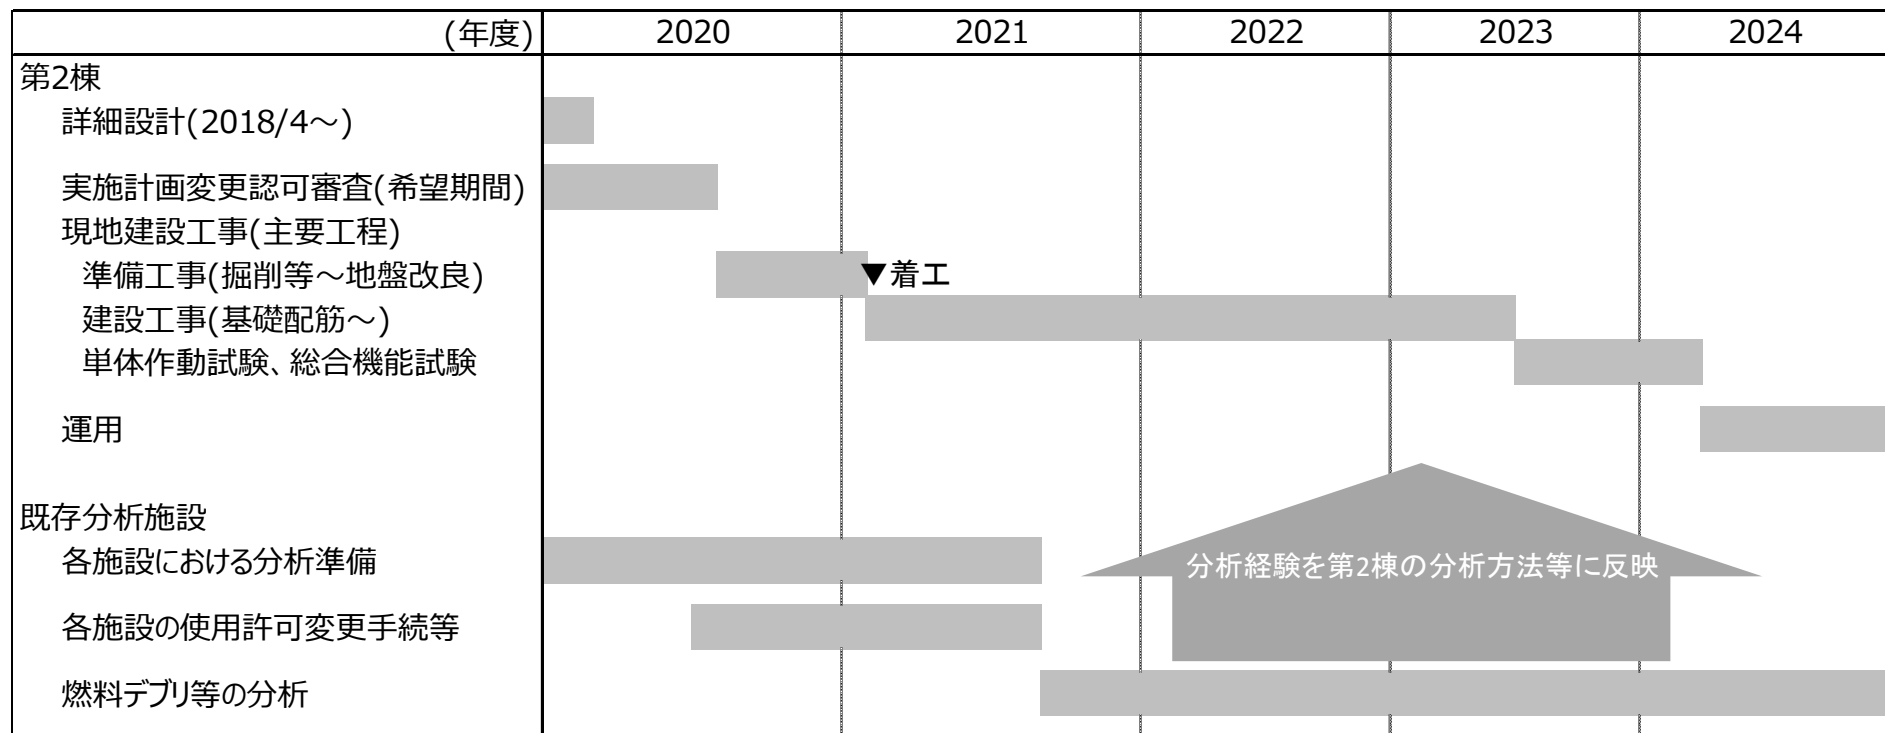 (年度) 2020 2021 2022 2023 2024
第2棟
詳細設計(2018/4～)
実施計画変更認可審査(希望期間)
現地建設工事(主要工程)
準備工事(掘削等～地盤改良) ▼着工
建設工事(基礎配筋～)
単体作動試験、総合機能試験
運用
既存分析施設
各施設における分析準備
分析経験を第2棟の分析方法等に反映
各施設の使用許可変更手続等
燃料デブリ等の分析